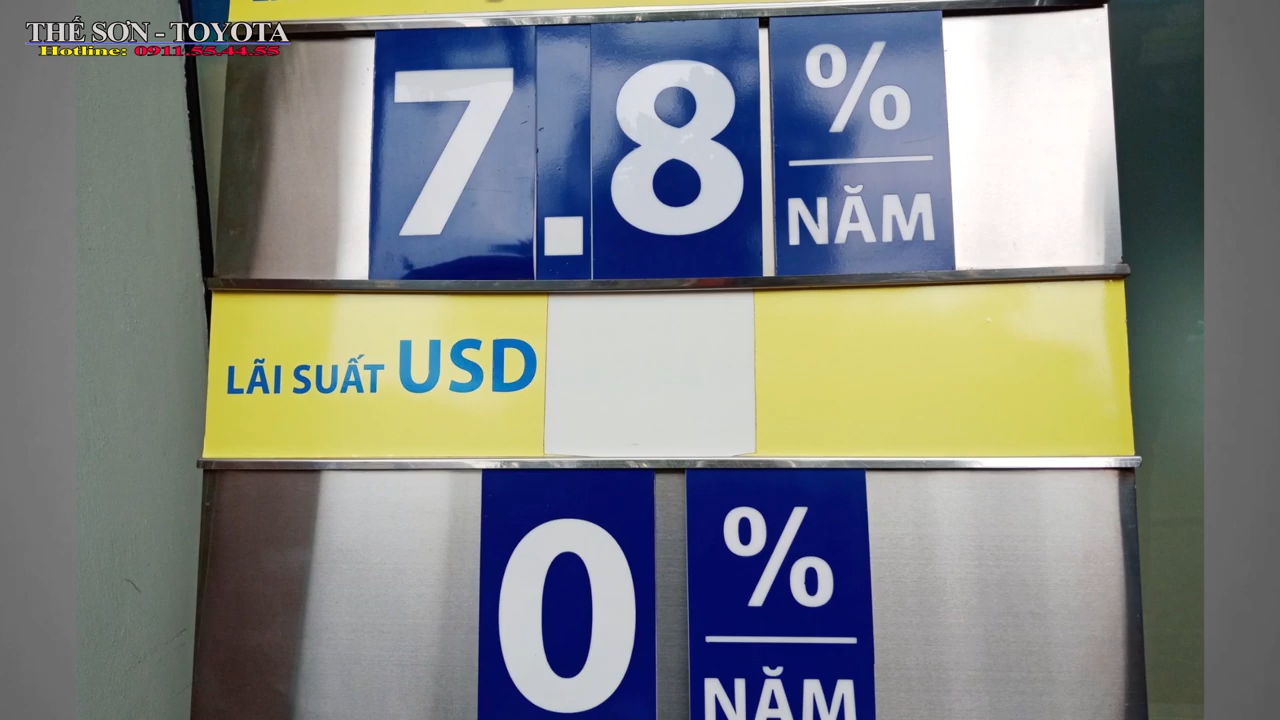 THẾ SƠN - TOYOTA
Hotline: 0911.55.44.55
7.8 %
NĂM
LÃI SUẤT USD
0 %
NĂM